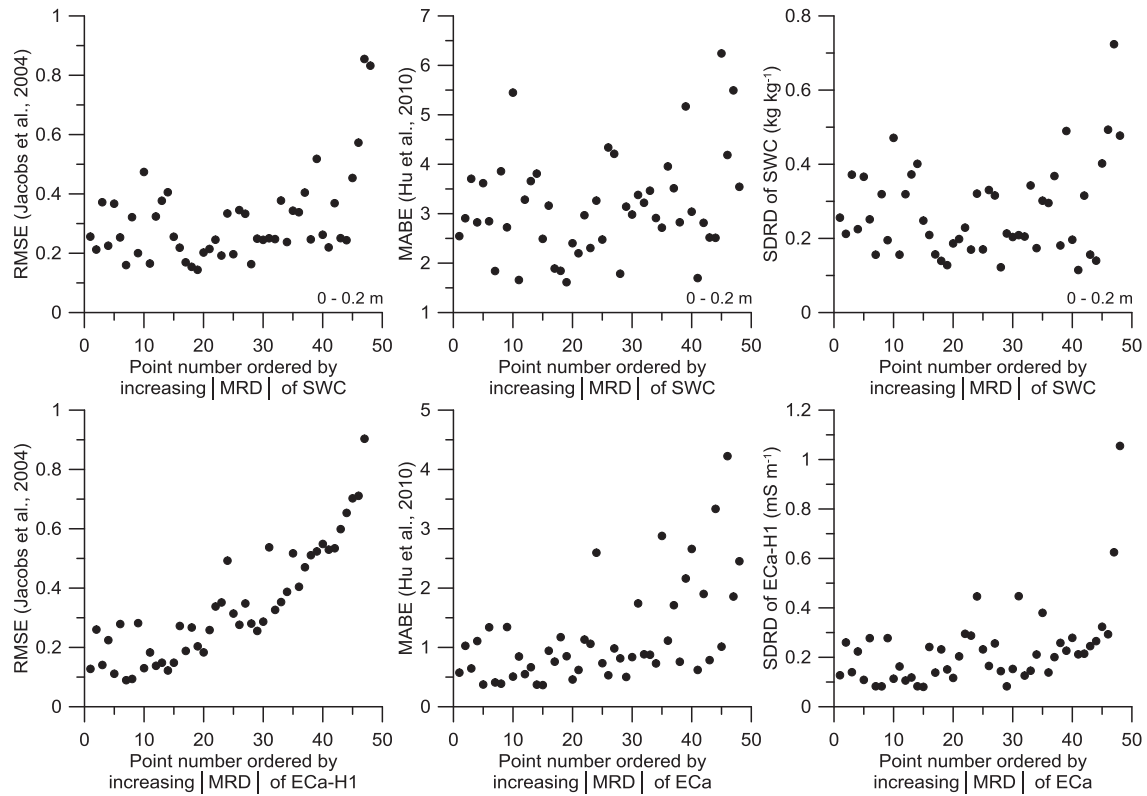 1
0.8
0.6
0.4
0.2
0
RMSE (Jacobs et al., 2004)
0 - 0.2 m
0 10 20 30 40 50
Point number ordered by
increasing |MRD| of SWC
7
6
5
4
3
2
1
MABE (Hu et al., 2010)
0 - 0.2 m
0 10 20 30 40 50
Point number ordered by
increasing |MRD| of SWC
0.8
0.6
0.4
0.2
0
SDRD of SWC (kg kg⁻¹)
0 - 0.2 m
0 10 20 30 40 50
Point number ordered by
increasing |MRD| of SWC
1
0.8
0.6
0.4
0.2
0
RMSE (Jacobs et al., 2004)
0 10 20 30 40 50
Point number ordered by
increasing |MRD| of ECa-H1
5
4
3
2
1
0
MABE (Hu et al., 2010)
0 10 20 30 40 50
Point number ordered by
increasing |MRD| of ECa
1.2
1
0.8
0.6
0.4
0.2
0
SDRD of ECa-H1 (mS m⁻¹)
0 10 20 30 40 50
Point number ordered by
increasing |MRD| of ECa